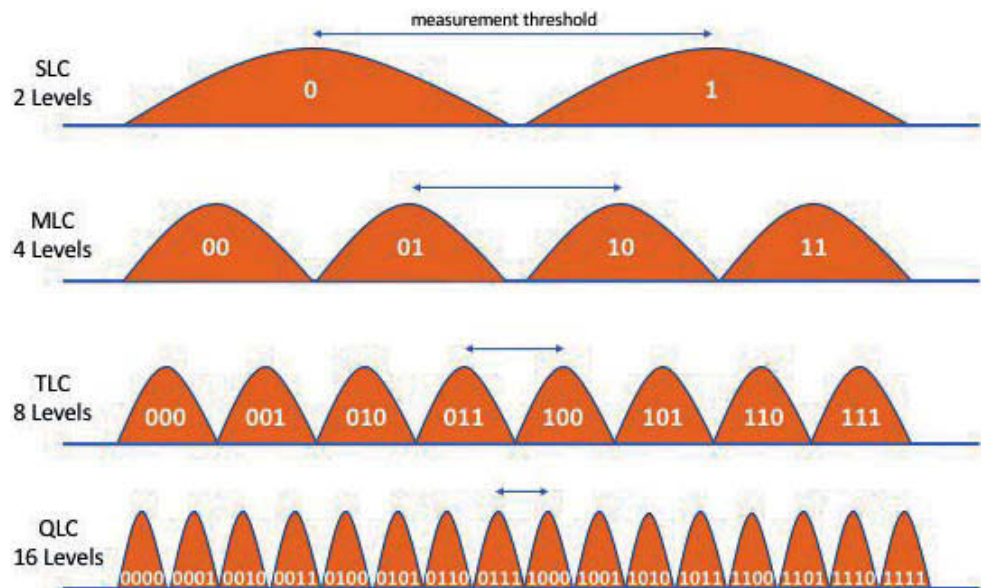 measurement threshold
SLC
2 Levels
0 1
MLC
4 Levels
00 01 10 11
TLC
8 Levels
000 001 010 011 100 101 110 111
QLC
16 Levels
0000 0001 0010 0011 0100 0101 0110 0111 1000 1001 1010 1011 1100 1101 1110 1111